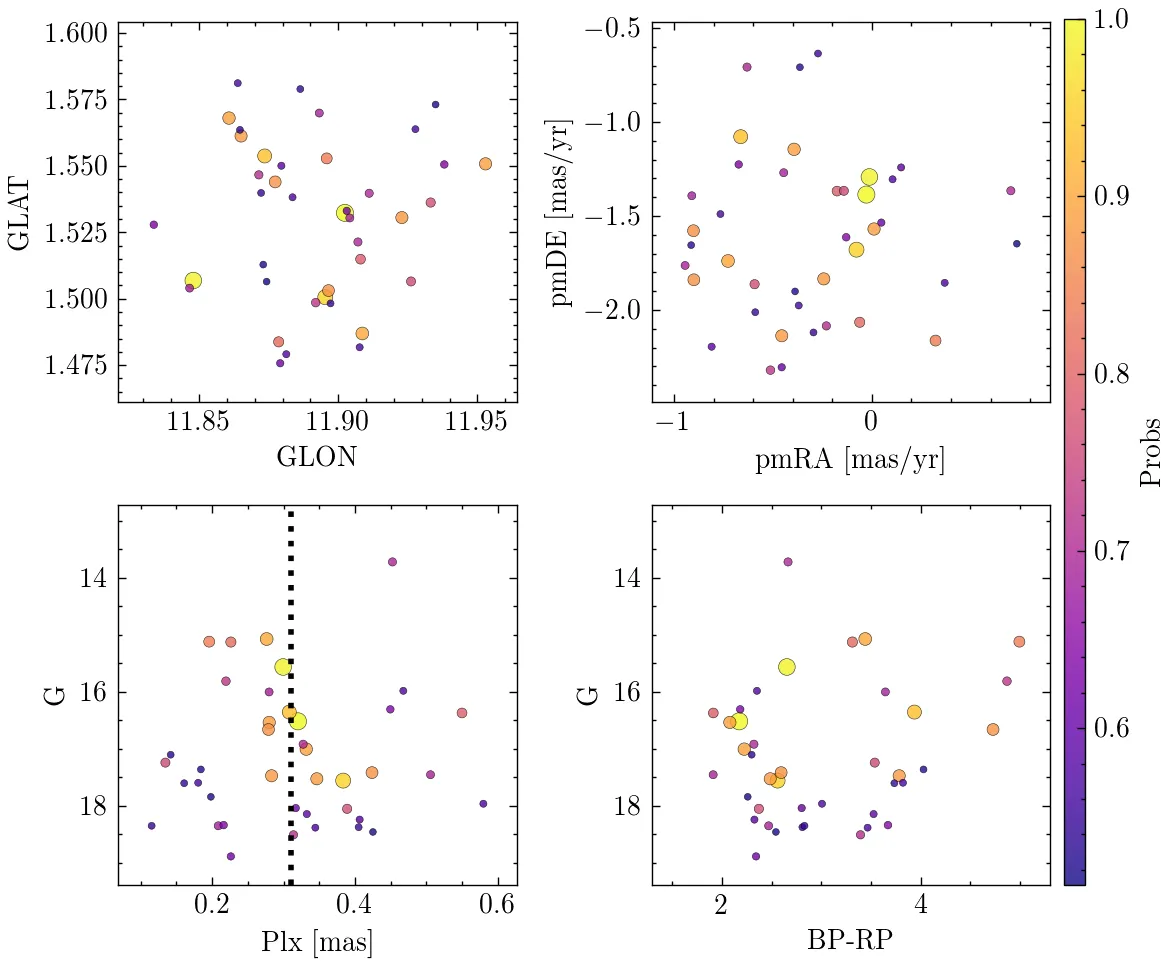 1.600
1.575
1.550
1.525
1.500
1.475
GLAT
11.85 11.90 11.95
GLON
−0.5
−1.0
−1.5
−2.0
pmDE [mas/yr]
−1 0
pmRA [mas/yr]
14
16
18
G
0.2 0.4 0.6
Plx [mas]
14
16
18
G
2 4
BP-RP
1.0
0.9
0.8
0.7
0.6
Probs